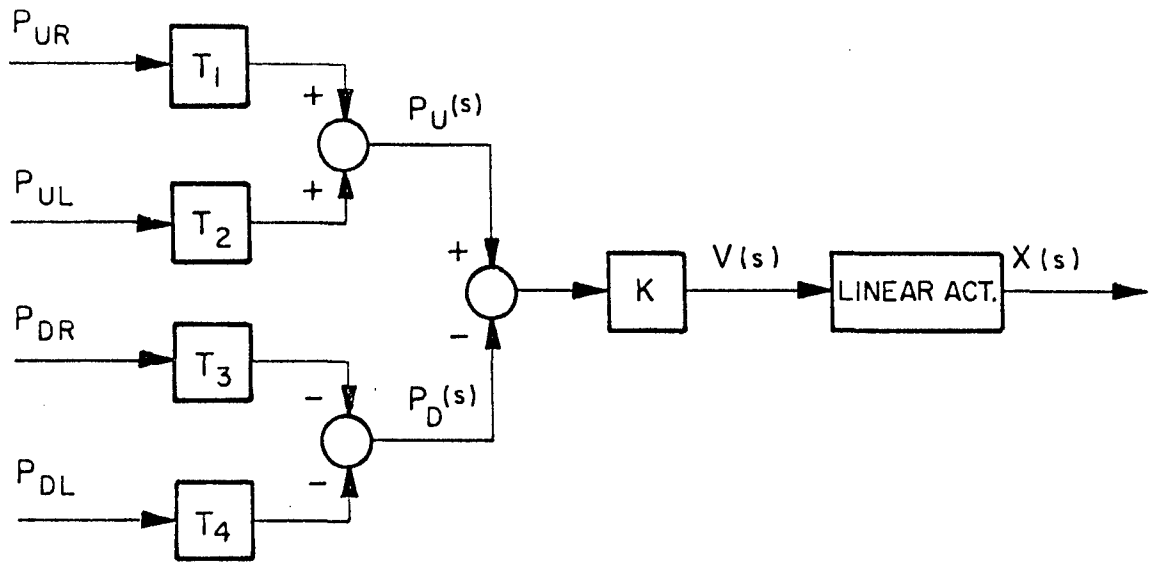 P_UR
T_1
+
P_U(s)
+
P_UL
T_2
+
K
V(s)
LINEAR ACT.
X(s)
−
P_DR
T_3
−
P_D(s)
−
P_DL
T_4